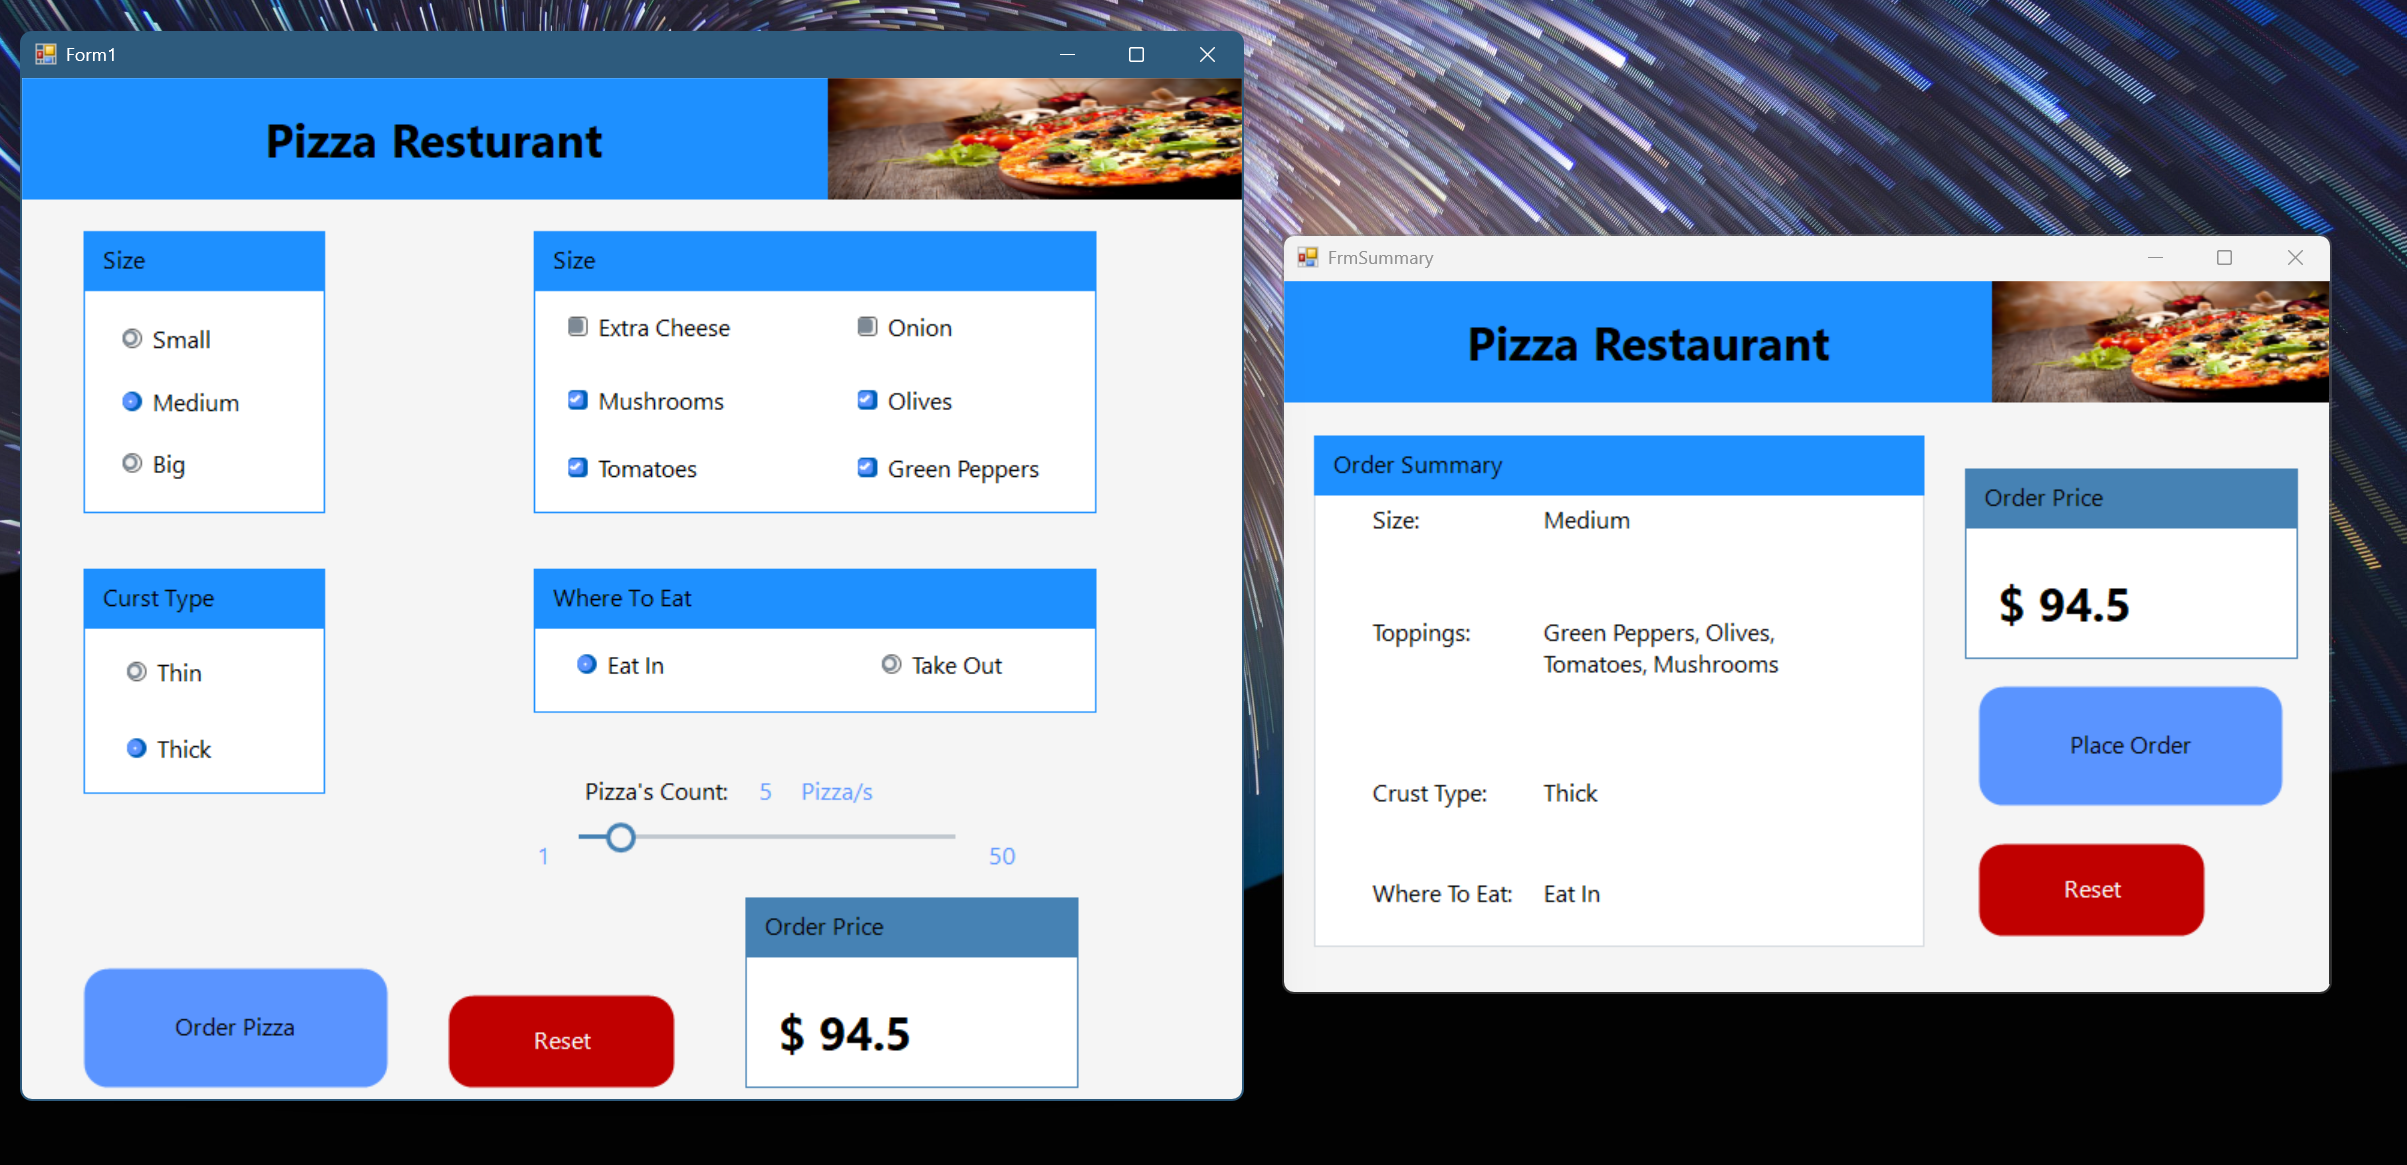 Form1
Pizza Resturant
Size
Small
Medium
Big
Size
Extra Cheese
Onion
Mushrooms
Olives
Tomatoes
Green Peppers
Curst Type
Thin
Thick
Where To Eat
Eat In
Take Out
Pizza's Count: 5 Pizza/s
1
50
Order Price
$ 94.5
Order Pizza
Reset
FrmSummary
Pizza Restaurant
Order Summary
Size: Medium
Toppings: Green Peppers, Olives,
Tomatoes, Mushrooms
Crust Type: Thick
Where To Eat: Eat In
Order Price
$ 94.5
Place Order
Reset